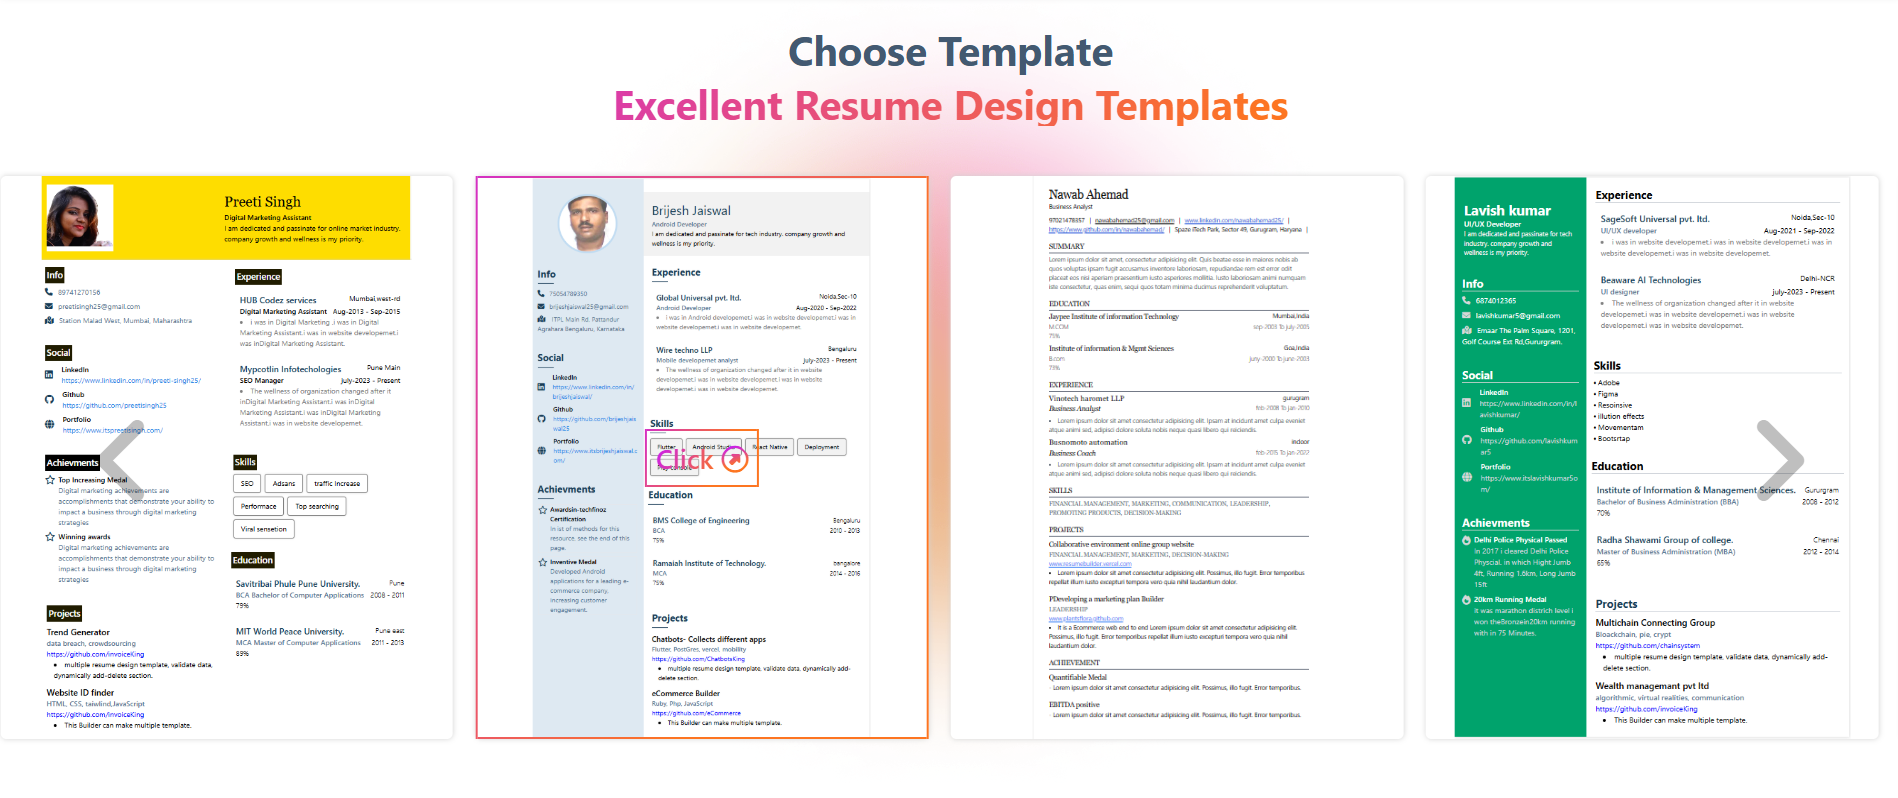 Choose Template
Excellent Resume Design Templates
Preeti Singh
Digital Marketing Assistant
I am dedicated and passinate for online market industry.
company growth and wellness is my priority.
Info
89741270156
preetisingh25@gmail.com
Station Malad West, Mumbai, Maharashtra
Social
LinkedIn
https://www.linkedin.com/in/preeti-singh25/
Github
https://github.com/preetisingh25
Portfolio
https://www.itspreetisingh.com/
Achievments
Top Increasing Medal
Digital marketing achievements are
accomplishments that demonstrate your ability to
impact a business through digital marketing
strategies
Winning awards
Digital marketing achievements are
accomplishments that demonstrate your ability to
impact a business through digital marketing
strategies
Projects
Trend Generator
data breach, crowdsourcing
https://github.com/invoiceKing
• multiple resume design template, validate data,
dynamically add-delete section.
Website ID finder
HTML, CSS, taiwlind,JavaScript
https://github.com/invoiceKing
• This Builder can make multiple template.
Experience
HUB Codez services Mumbai,west-rd
Digital Marketing Assistant Aug-2013 - Sep-2015
• i was in Digital Marketing .i was in Digital
Marketing Assistant.i was in website developemet.i
was inDigital Marketing Assistant.
Mypcotlin Infotechologies Pune Main
SEO Manager july-2023 - Present
• The wellness of organization changed after it
inDigital Marketing Assistant.i was in website
developemet.i was inDigital Marketing
Assistant.i was in website developemet.
Skills
SEO Adsans traffic increase
Performace Top searching
Viral sensetion
Education
Savitribai Phule Pune University. Pune
BCA Bachelor of Computer Applications 2008 - 2011
79%
MIT World Peace University. Pune east
MCA Master of Computer Applications 2011 - 2013
89%
Brijesh Jaiswal
Android Developer
I am dedicated and passinate for tech industry. company growth and
wellness is my priority.
Info
75054789350
brijeshjaiswal25@gmail.com
ITPL Main Rd, Pattandur
Agrahara Bengaluru, Karnataka
Social
LinkedIn
https://www.linkedin.com/in/
brijeshjaiswal/
Github
https://github.com/brijeshjais
wal25
Portfolio
https://www.itsbrijeshjaiswal.c
om/
Achievments
Awardsin-techfinoz
Certification
In ist of methods for this
resource, see the end of this
page.
Inventive Medal
Developed Android
applications for a leading e-
commerce company,
increasing customer
engagement.
Experience
Global Universal pvt. ltd. Noida,Sec-10
Android Developer Aug-2020 - Sep-2022
• i was in Android developemet.i was in website developemet.i was in
website developemet.i was in website developemet.
Wire techno LLP Bengaluru
Mobile developemet analyst july-2023 - Present
• The wellness of organization changed after it in website
developemet.i was in website developemet.i was in website
developemet.i was in website developemet.
Skills
Flutter Android Studio React Native Deployment
Play console
Click
Education
BMS College of Engineering Bengaluru
BCA 2010 - 2013
75%
Ramaiah Institute of Technology. bangalore
MCA 2014 - 2016
75%
Projects
Chatbots- Collects different apps
Flutter, PostGres, vercel, mobility
https://github.com/ChatbotsKing
• multiple resume design template, validate data, dynamically add-
delete section.
eCommerce Builder
Ruby, Php, JavaScript
https://github.com/eCommerce
• This Builder can make multiple template.
Nawab Ahemad
Business Analyst
97021478357 | nawabahemad25@gmail.com | www.linkedin.com/nawabahemad25/ |
https://www.github.com/in/nawabahemad/ | Spaze iTech Park, Sector 49, Gurugram, Haryana |
SUMMARY
Lorem ipsum dolor sit amet, consectetur adipisicing elit. Quis beatae esse in maiores nobis ab
quos voluptas ipsam fugit accusamus inventore laboriosam, repudiandae rem est error odit
placeat eos nisi aperiam praesentium iusto asperiores mollitia. Iusto laboriosam animi numquam
iste consectetur, quas enim, sequi quos totam minima ducimus reprehenderit voluptatum.
EDUCATION
Jaypee Institute of information Technology Mumbai,India
M.COM sep-2003 To july-2005
75%
Institute of information & Mgmt Sciences Goa,India
B.com juny-2000 To june-2003
75%
EXPERIENCE
Vinotech haromet LLP gurugram
Business Analyst feb-2008 To jan-2010
• Lorem ipsum dolor sit amet consectetur adipisicing elit. Fugiat incidunt culpa eveniet
atque animi sed, adipisci dolore soluta nobis neque quasi libero qui reiciendis.
Busnomoto automation indoor
Business Coach feb-2015 To jan-2022
• Lorem ipsum dolor sit amet consectetur adipisicing elit. Fugiat incidunt culpa eveniet
atque animi sed, adipisci dolore soluta nobis neque quasi libero qui reiciendis.
SKILLS
FINANCIAL MANAGEMENT, MARKETING, COMMUNICATION, LEADERSHIP,
PROMOTING PRODUCTS, DECISION-MAKING
PROJECTS
Collaborative environment online group website
FINANCIAL MANAGEMENT, MARKETING, DECISION-MAKING
www.resumebuilder.vercel.com
• Lorem ipsum dolor sit amet consectetur adipisicing elit. Possimus, illo fugit. Error temporibus
repellat illum iusto excepturi tempora vero quia nihil laudantium dolor.
PDeveloping a marketing plan Builder
LEADERSHIP
www.plantsflora.github.com
• It is a Ecommerce web end to end Lorem ipsum dolor sit amet consectetur adipisicing elit.
Possimus, illo fugit. Error temporibus repellat illum iusto excepturi tempora vero quia nihil
laudantium dolor.
ACHIEVEMENT
Quantifiable Medal
Lorem ipsum dolor sit amet consectetur adipisicing elit. Possimus, illo fugit. Error temporibus.
EBITDA positive
Lorem ipsum dolor sit amet consectetur adipisicing elit. Possimus, illo fugit. Error temporibus.
Lavish kumar
UI/UX Developer
I am dedicated and passinate for tech
industry. company growth and
wellness is my priority.
Info
6874012365
lavishkumar5@gmail.com
Emaar The Palm Square, 1201,
Golf Course Ext Rd,Gururgram.
Social
LinkedIn
https://www.linkedin.com/in/l
avishkumar/
Github
https://github.com/lavishkum
ar5
Portfolio
https://www.itslavishkumar5o
m/
Achievments
Delhi Police Physical Passed
In 2017 i cleared Delhi Police
Physcial, in which Hight Jumb
4ft, Running 1.6km, Long Jumb
15ft
20km Running Medal
it was marathon district level i
won theBronzein20km running
with in 75 Minutes.
Experience
SageSoft Universal pvt. ltd. Noida,Sec-10
UI/UX developer Aug-2021 - Sep-2022
• i was in website developemet.i was in website developemet.i was in
website developemet.i was in website developemet.
Beaware AI Technologies Delhi-NCR
UI designer july-2023 - Present
• The wellness of organization changed after it in website
developemet.i was in website developemet.i was in website
developemet.i was in website developemet.
Skills
• Adobe
• Figma
• Resoinsive
• illution effects
• Movementam
• Bootsrtap
Education
Institute of Information & Management Sciences. Gururgram
Bachelor of Business Administration (BBA) 2008 - 2012
70%
Radha Shawami Group of college. Chennai
Master of Business Administration (MBA) 2012 - 2014
65%
Projects
Multichain Connecting Group
Bloackchain, pie, crypt
https://github.com/chainsystem
• multiple resume design template, validate data, dynamically add-
delete section.
Wealth managemant pvt ltd
algorithmic, virtual realities, communication
https://github.com/invoiceKing
• This Builder can make multiple template.